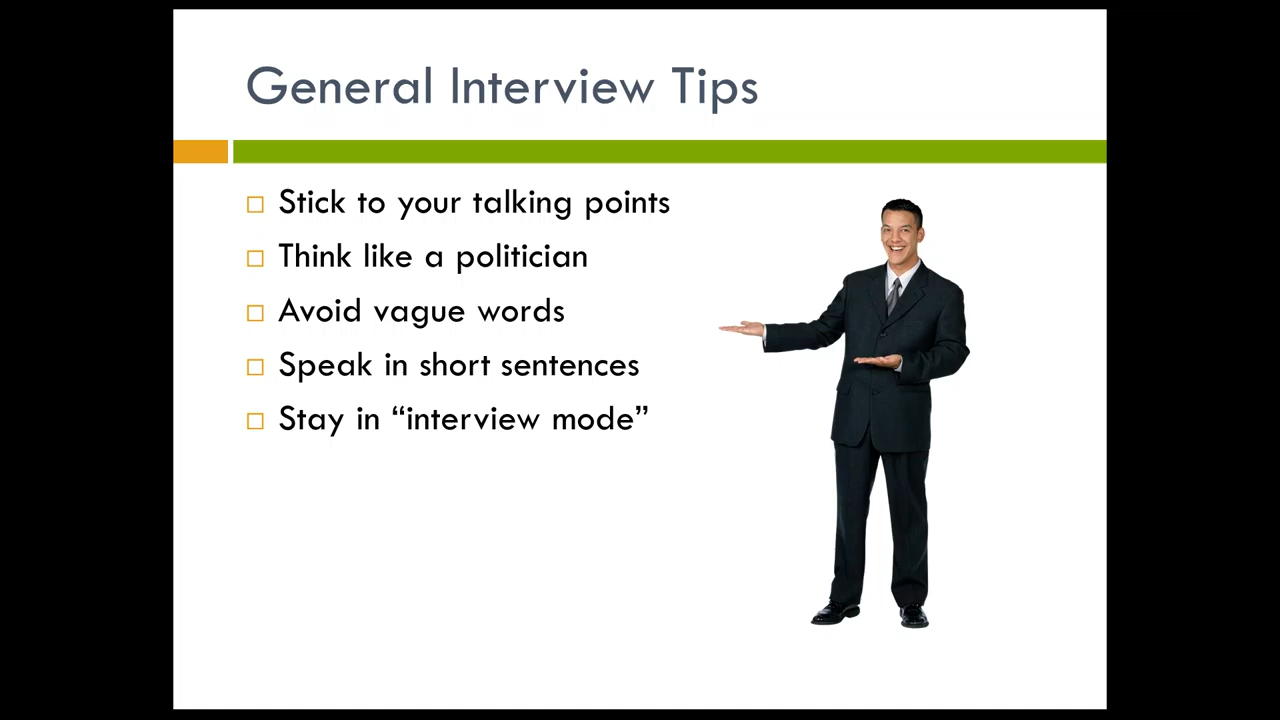 General Interview Tips
Stick to your talking points
Think like a politician
Avoid vague words
Speak in short sentences
Stay in “interview mode”